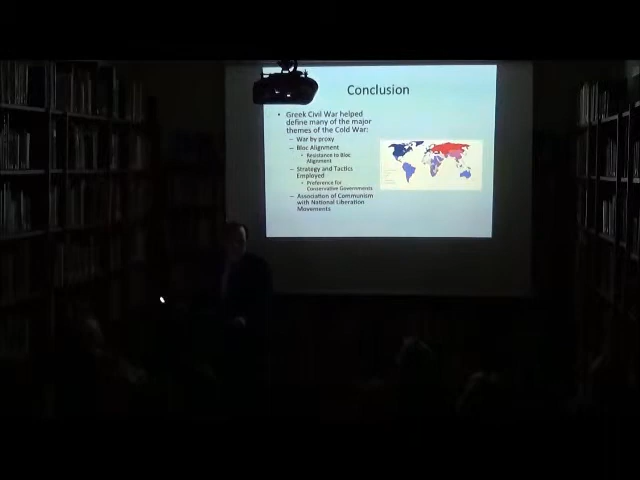 Conclusion
• Greek Civil War helped
define many of the major
themes of the Cold War:
– War by proxy
– Bloc Alignment
• Resistance to Bloc
Alignment
– Strategy and Tactics
Employed
• Preference for
Conservative Governments
– Association of Communism
with National Liberation
Movements